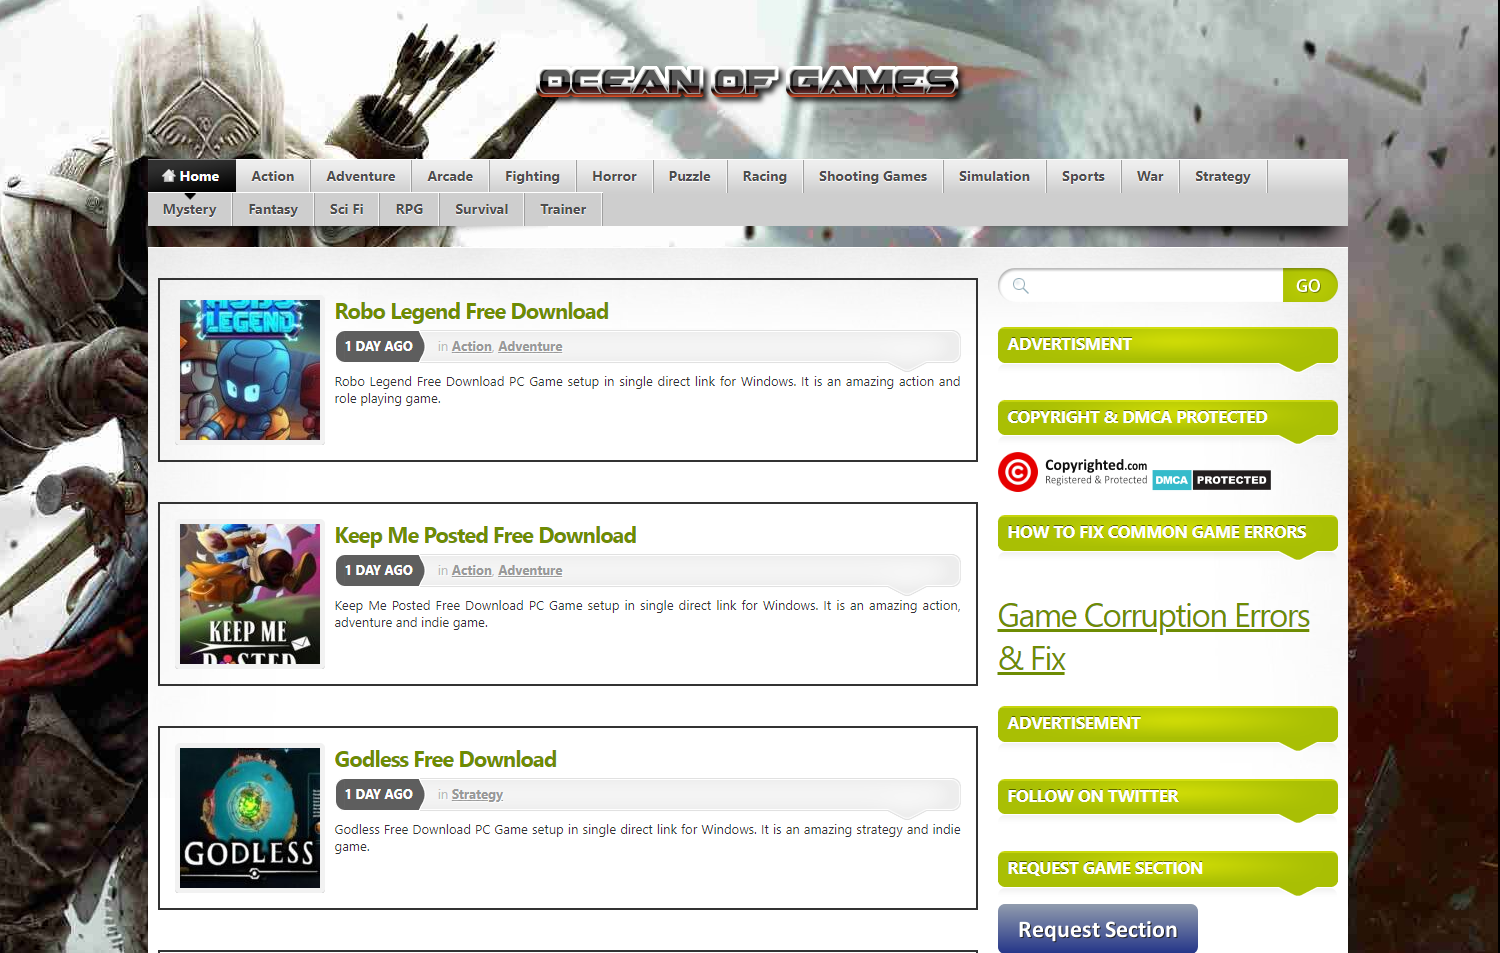 OCEAN OF GAMES
Home Action Adventure Arcade Fighting Horror Puzzle Racing Shooting Games Simulation Sports War Strategy
Mystery Fantasy Sci Fi RPG Survival Trainer
LEGEND
Robo Legend Free Download
1 DAY AGO in Action, Adventure
Robo Legend Free Download PC Game setup in single direct link for Windows. It is an amazing action and
role playing game.
KEEP ME
POSTED
Keep Me Posted Free Download
1 DAY AGO in Action, Adventure
Keep Me Posted Free Download PC Game setup in single direct link for Windows. It is an amazing action,
adventure and indie game.
GODLESS
Godless Free Download
1 DAY AGO in Strategy
Godless Free Download PC Game setup in single direct link for Windows. It is an amazing strategy and indie
game.
GO
ADVERTISMENT
COPYRIGHT & DMCA PROTECTED
Copyrighted.com
Registered & Protected DMCA PROTECTED
HOW TO FIX COMMON GAME ERRORS
Game Corruption Errors
& Fix
ADVERTISEMENT
FOLLOW ON TWITTER
REQUEST GAME SECTION
Request Section